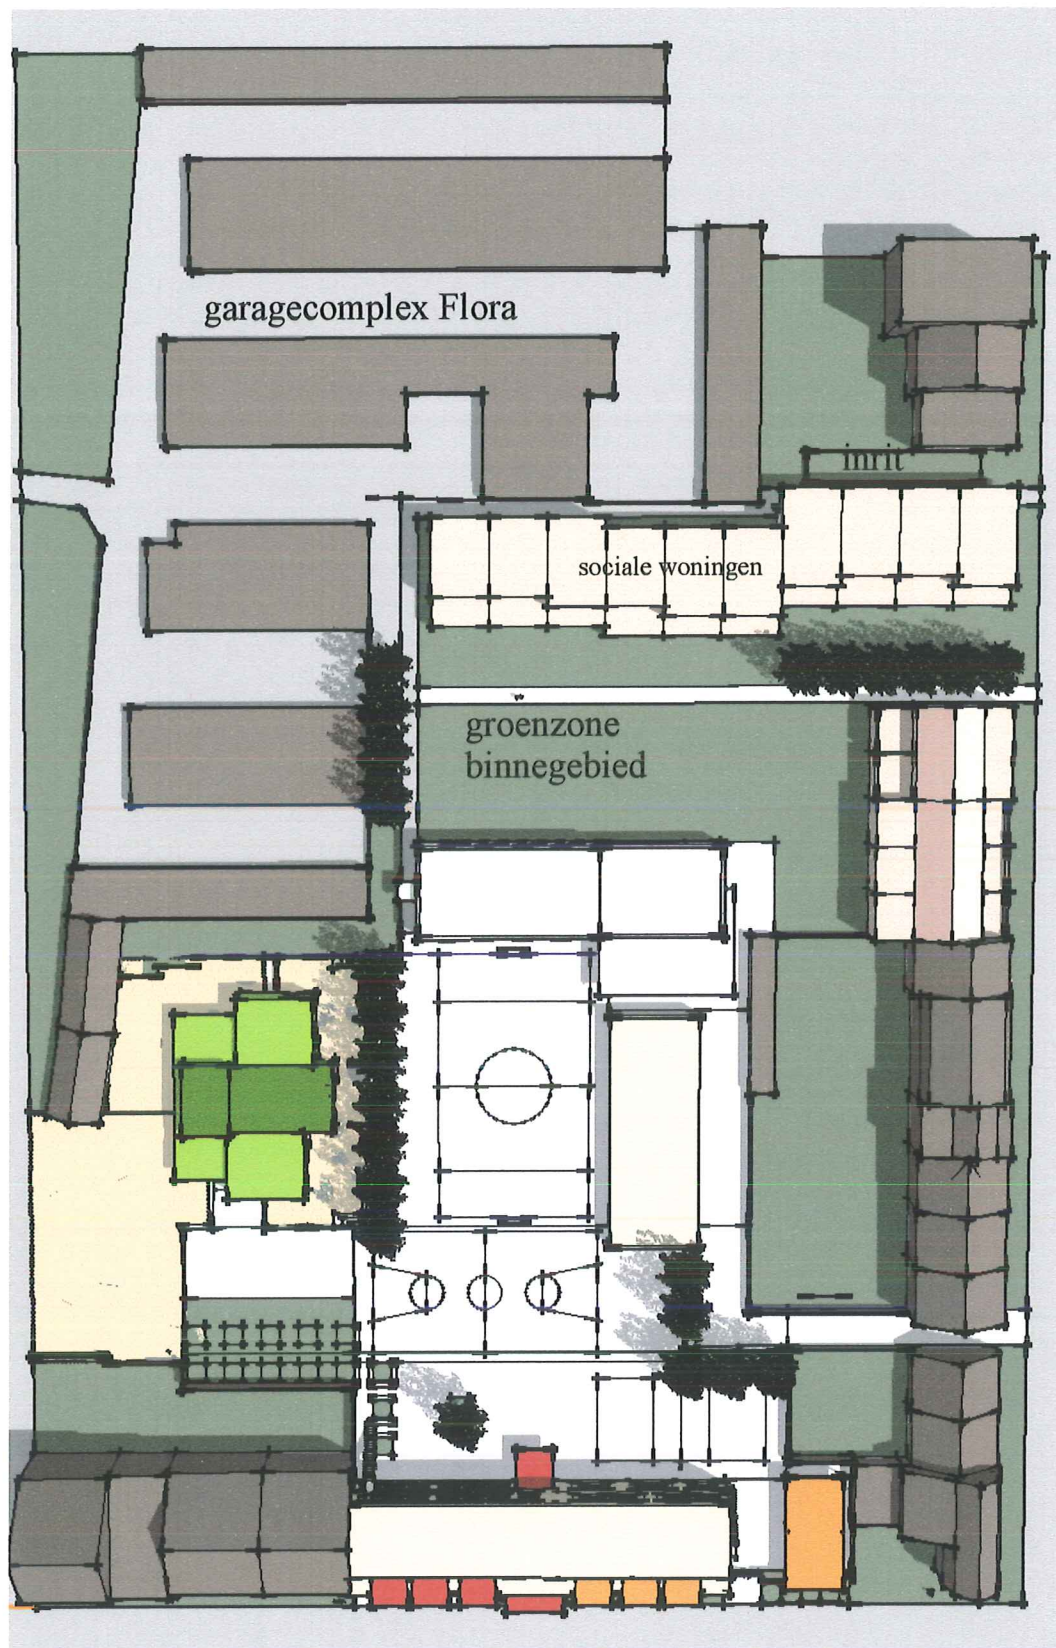 garagecomplex Flora
inrit
sociale woningen
groenzone
binnegebied